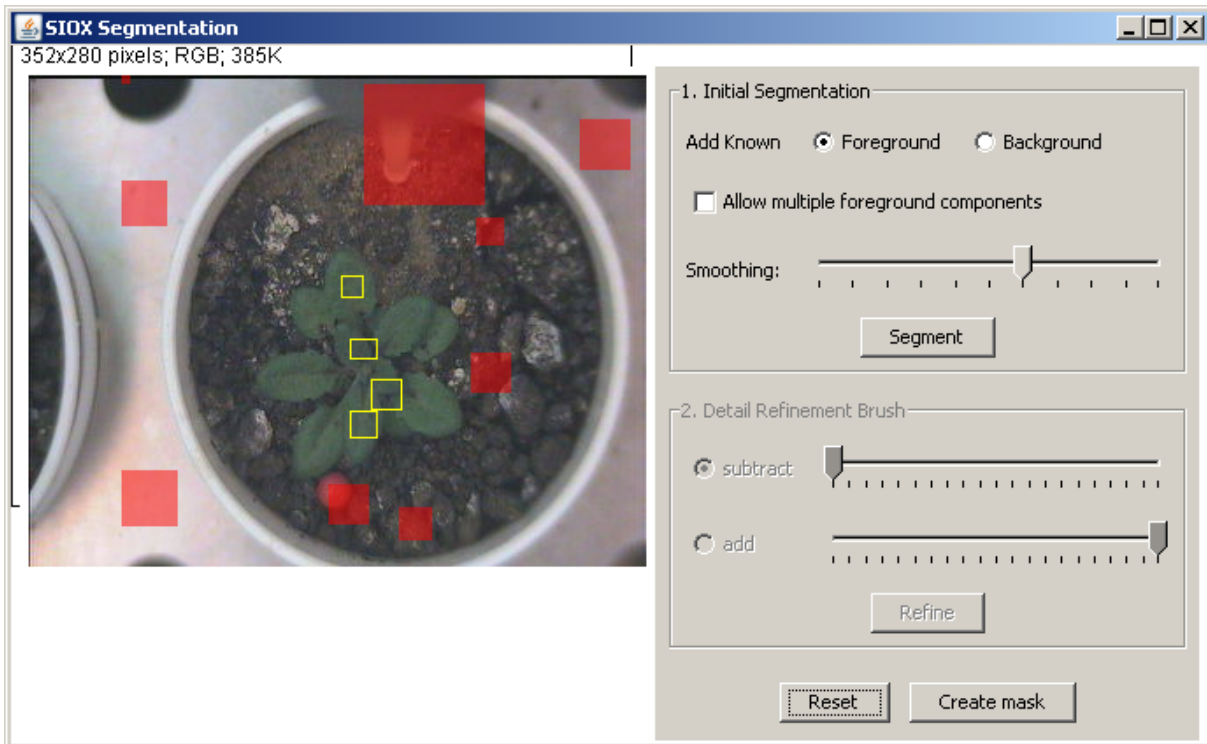 SIOX Segmentation
352x280 pixels; RGB; 385K
1. Initial Segmentation
Add Known Foreground Background
Allow multiple foreground components
Smoothing:
Segment
2. Detail Refinement Brush
subtract
add
Refine
Reset Create mask